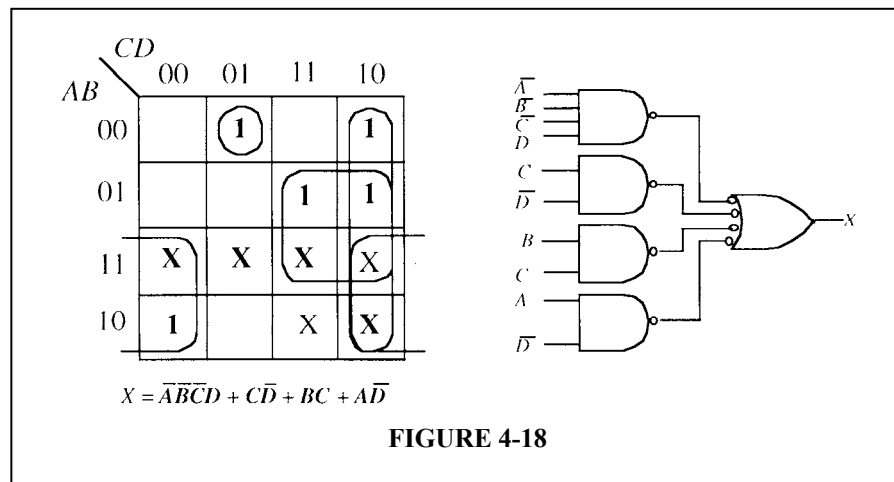 CD
AB
00 01 11 10
00 1 1
01 1 1
11 X X X X
10 1 X X
X = A̅B̅C̅D + CD̅ + BC + AD̅
A̅
B̅
C̅
D
C
D̅
B
C
A
D̅
X
FIGURE 4-18